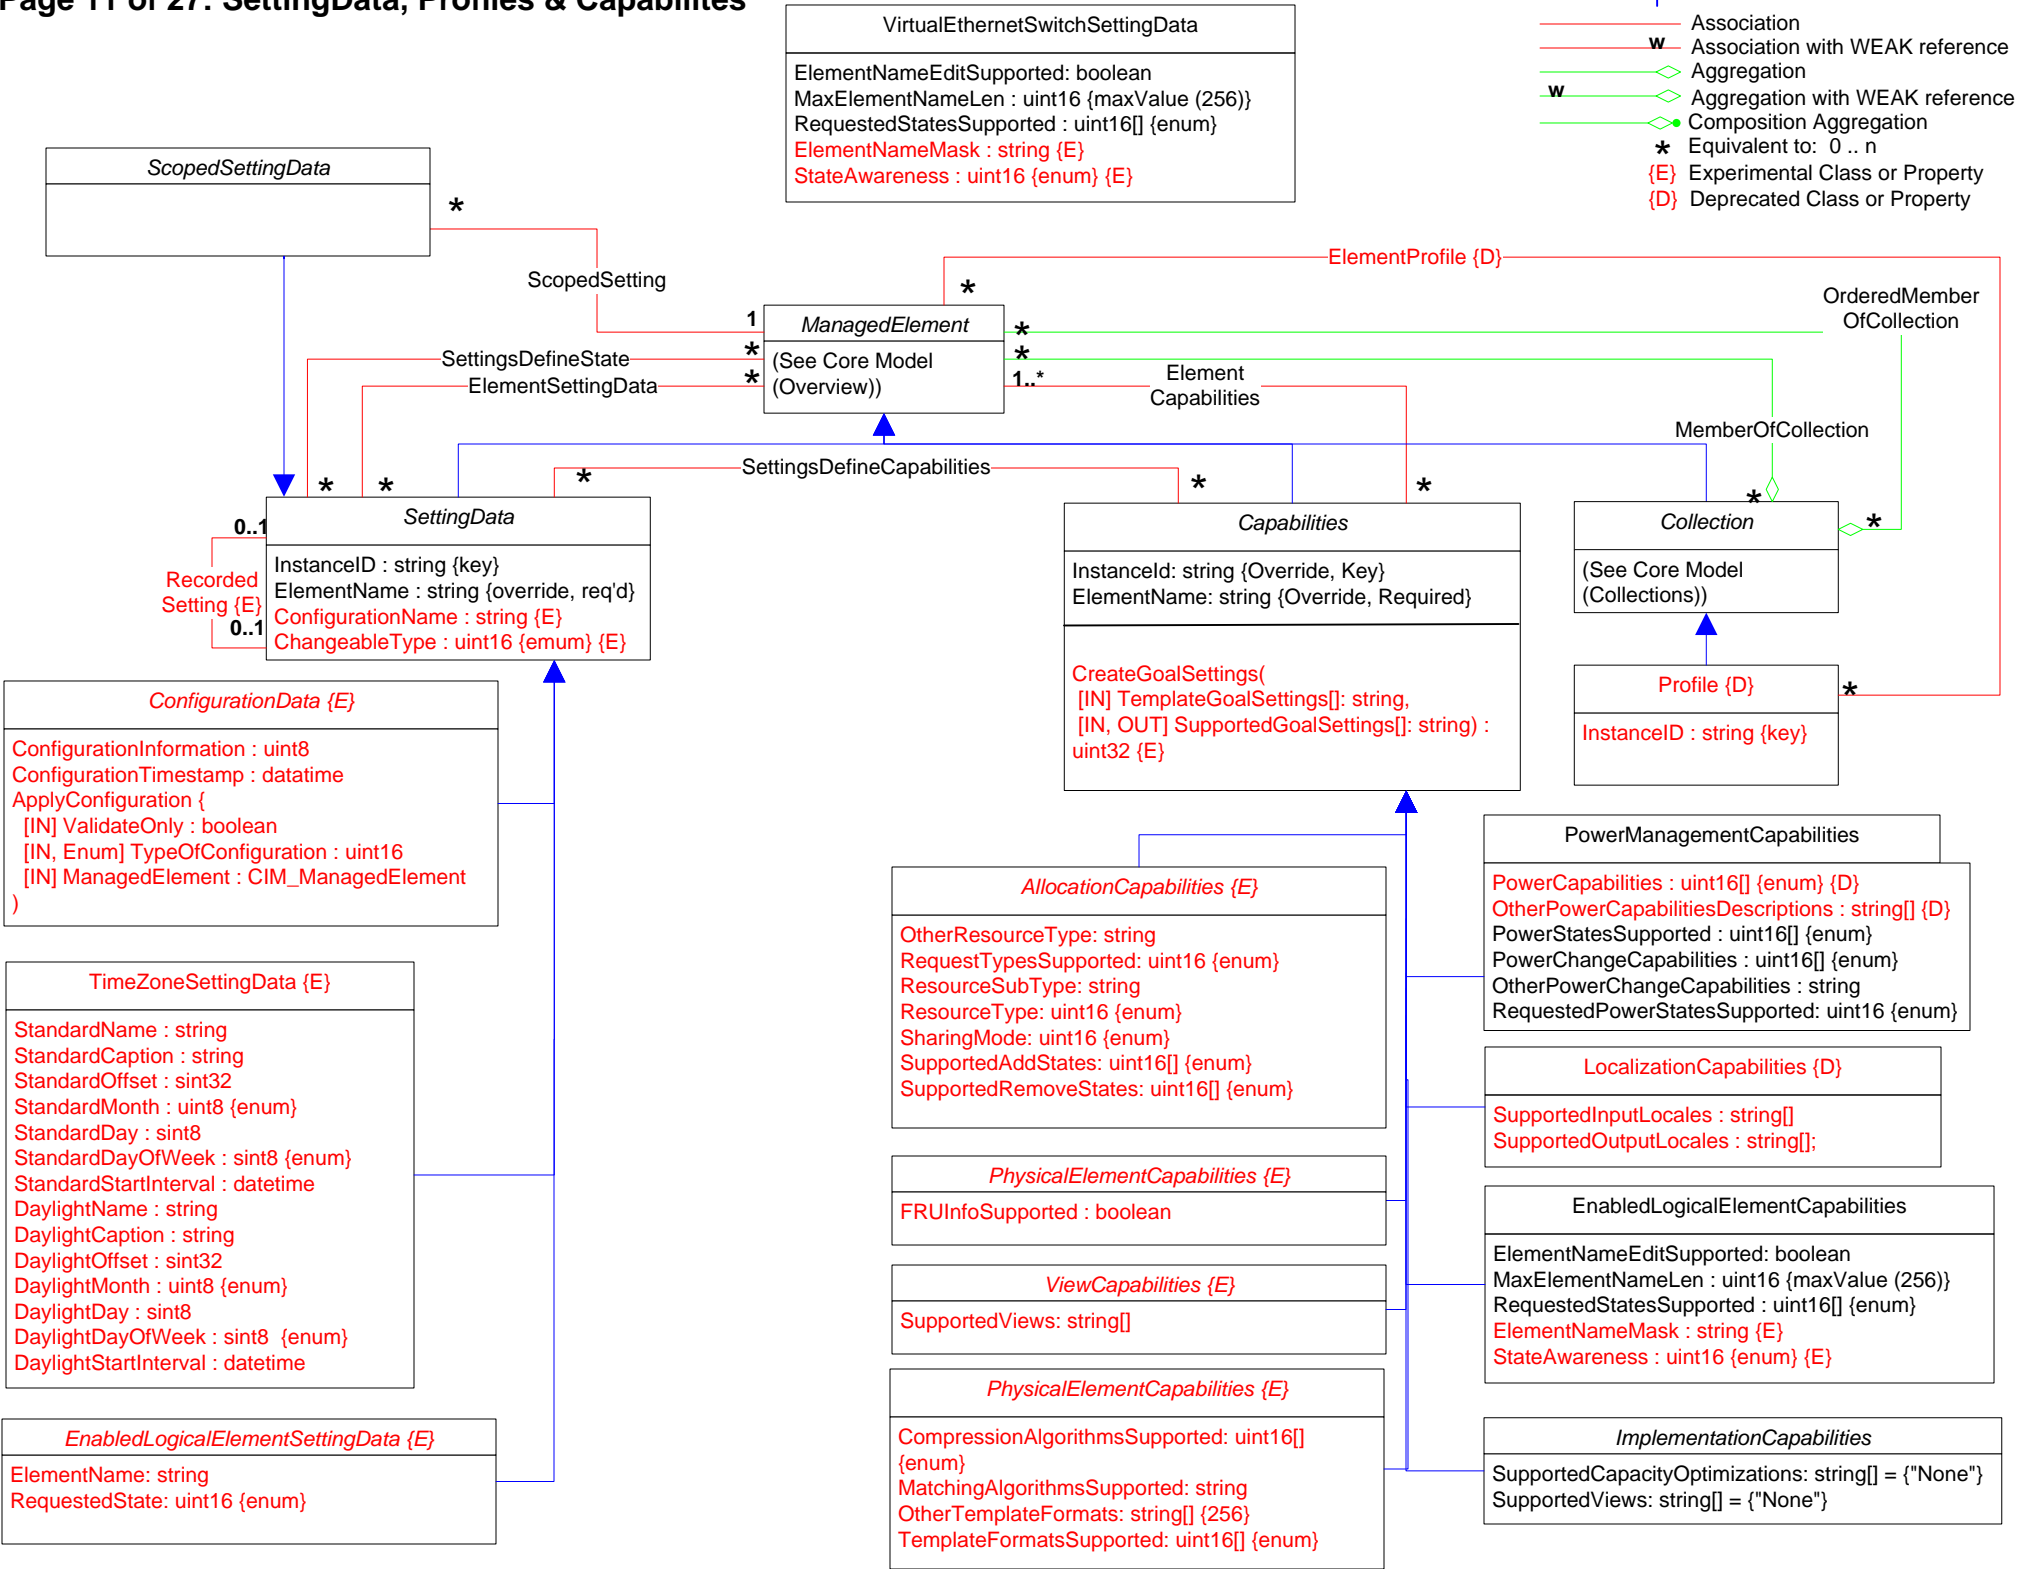 Page 11 of 27: SettingData, Profiles & Capabilites
VirtualEthernetSwitchSettingData
ElementNameEditSupported: boolean
MaxElementNameLen : uint16 {maxValue (256)}
RequestedStatesSupported : uint16[] {enum}
ElementNameMask : string {E}
StateAwareness : uint16 {enum} {E}
Association
w Association with WEAK reference
Aggregation
w Aggregation with WEAK reference
Composition Aggregation
* Equivalent to: 0 .. n
{E} Experimental Class or Property
{D} Deprecated Class or Property
ScopedSettingData
*
ScopedSetting
1
ElementProfile {D}
*
OrderedMember
OfCollection
ManagedElement
(See Core Model
(Overview))
*
*
1..*
*
*
SettingsDefineState
ElementSettingData
Element
Capabilities
MemberOfCollection
SettingsDefineCapabilities
*
*
*
*
*
*
*
SettingData
InstanceID : string {key}
ElementName : string {override, req'd}
ConfigurationName : string {E}
ChangeableType : uint16 {emum} {E}
0..1
Recorded
Setting {E}
0..1
Capabilities
InstanceId: string {Override, Key}
ElementName: string {Override, Required}
CreateGoalSettings(
[IN] TemplateGoalSettings[]: string,
[IN, OUT] SupportedGoalSettings[]: string) :
uint32 {E}
Collection
(See Core Model
(Collections))
Profile {D}
*
InstanceID : string {key}
ConfigurationData {E}
ConfigurationInformation : uint8
ConfigurationTimestamp : datatime
ApplyConfiguration {
[IN] ValidateOnly : boolean
[IN, Enum] TypeOfConfiguration : uint16
[IN] ManagedElement : CIM_ManagedElement
)
TimeZoneSettingData {E}
StandardName : string
StandardCaption : string
StandardOffset : sint32
StandardMonth : uint8 {enum}
StandardDay : sint8
StandardDayOfWeek : sint8 {enum}
StandardStartInterval : datetime
DaylightName : string
DaylightCaption : string
DaylightOffset : sint32
DaylightMonth : uint8 {enum}
DaylightDay : sint8
DaylightDayOfWeek : sint8 {enum}
DaylightStartInterval : datetime
EnabledLogicalElementSettingData {E}
ElementName: string
RequestedState: uint16 {enum}
AllocationCapabilities {E}
OtherResourceType: string
RequestTypesSupported: uint16 {enum}
ResourceSubType: string
ResourceType: uint16 {enum}
SharingMode: uint16 {enum}
SupportedAddStates: uint16[] {enum}
SupportedRemoveStates: uint16[] {enum}
PhysicalElementCapabilities {E}
FRUInfoSupported : boolean
ViewCapabilities {E}
SupportedViews: string[]
PhysicalElementCapabilities {E}
CompressionAlgorithmsSupported: uint16[]
{enum}
MatchingAlgorithmsSupported: string
OtherTemplateFormats: string[] {256}
TemplateFormatsSupported: uint16[] {enum}
PowerManagementCapabilities
PowerCapabilities : uint16[] {enum} {D}
OtherPowerCapabilitiesDescriptions : string[] {D}
PowerStatesSupported : uint16[] {enum}
PowerChangeCapabilities : uint16[] {enum}
OtherPowerChangeCapabilities : string
RequestedPowerStatesSupported: uint16 {enum}
LocalizationCapabilities {D}
SupportedInputLocales : string[]
SupportedOutputLocales : string[];
EnabledLogicalElementCapabilities
ElementNameEditSupported: boolean
MaxElementNameLen : uint16 {maxValue (256)}
RequestedStatesSupported : uint16[] {enum}
ElementNameMask : string {E}
StateAwareness : uint16 {enum} {E}
ImplementationCapabilities
SupportedCapacityOptimizations: string[] = {"None"}
SupportedViews: string[] = {"None"}